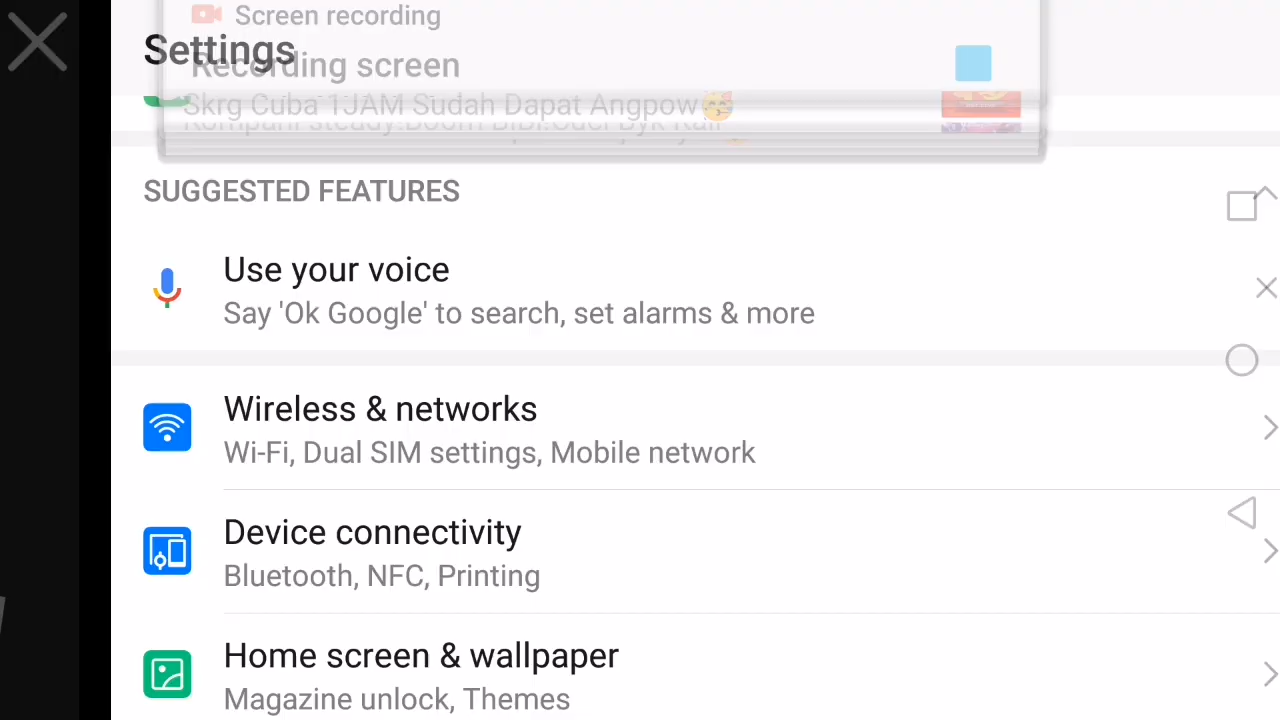 Screen recording
Settings
Recording screen
Skrg Cuba 1JAM Sudah Dapat Angpow🥳
SUGGESTED FEATURES
Use your voice
Say 'Ok Google' to search, set alarms & more
Wireless & networks
Wi-Fi, Dual SIM settings, Mobile network
Device connectivity
Bluetooth, NFC, Printing
Home screen & wallpaper
Magazine unlock, Themes